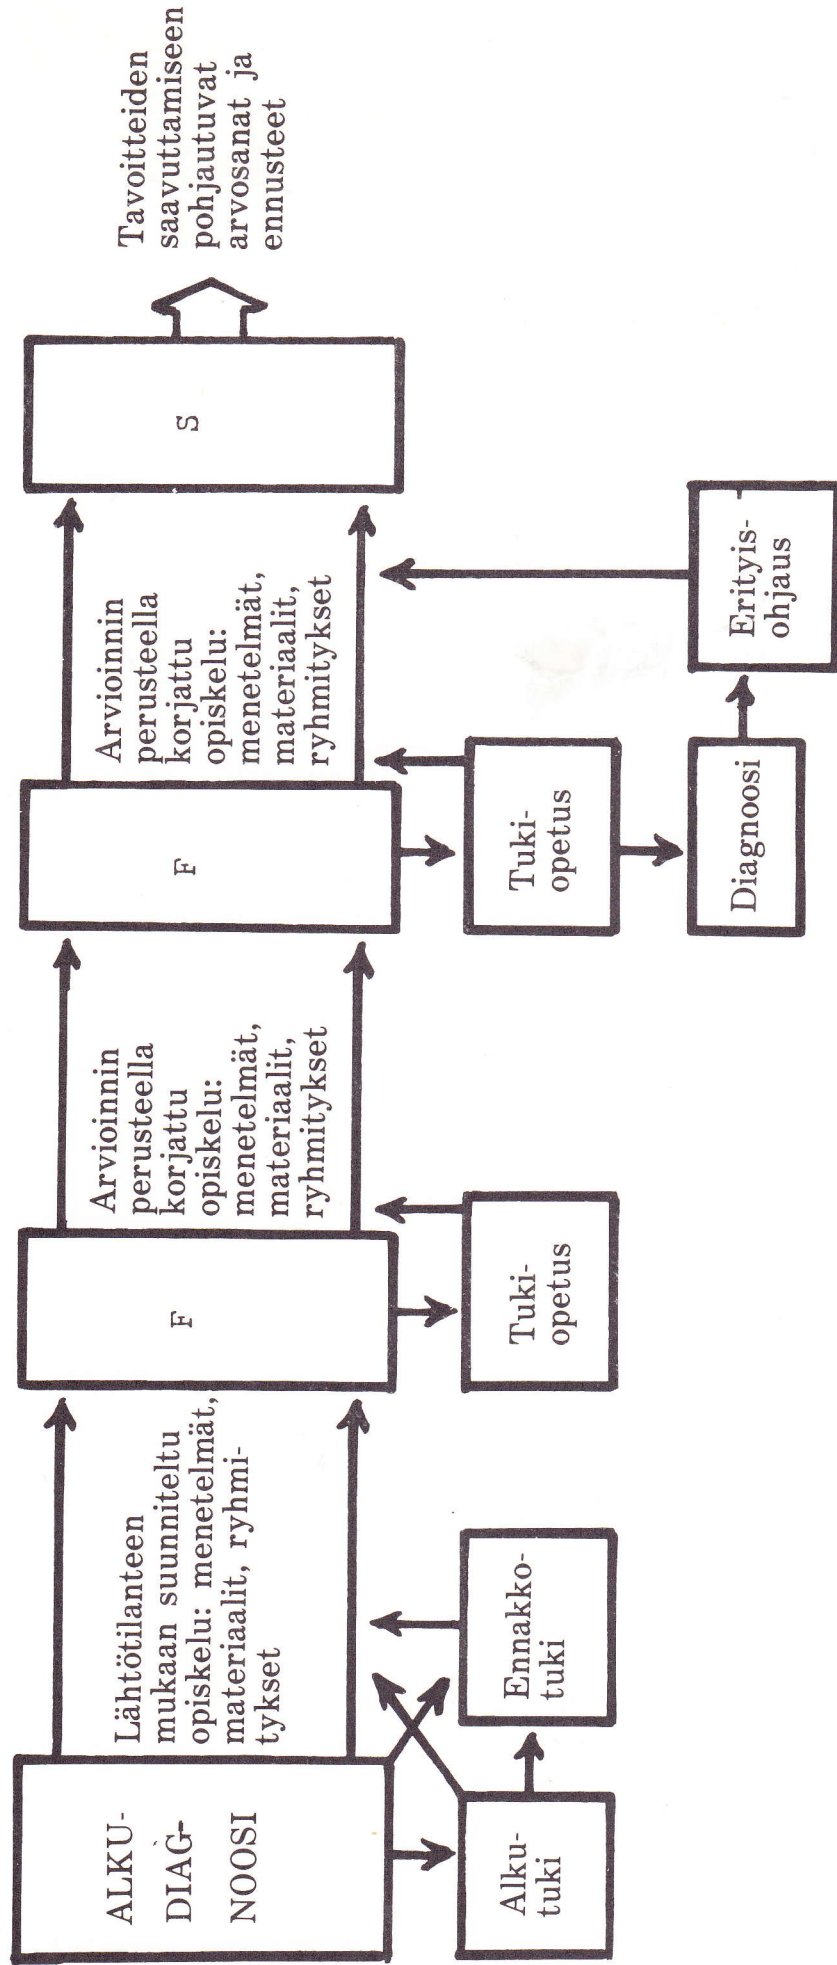 ALKU-
DIAG-
NOOSI
Lähtötilanteen
mukaan suunniteltu
opiskelu: menetelmät,
materiaalit, ryhmi-
tykset
Alku-
tuki
Ennakko-
tuki
F
Tuki-
opetus
Arvioinnin
perusteella
korjattu
opiskelu:
menetelmät,
materiaalit,
ryhmitykset
F
Tuki-
opetus
Diagnoosi
Erityis-
ohjaus
Arvioinnin
perusteella
korjattu
opiskelu:
menetelmät,
materiaalit,
ryhmitykset
S
Tavoitteiden
saavuttamiseen
pohjautuvat
arvosanat ja
ennusteet